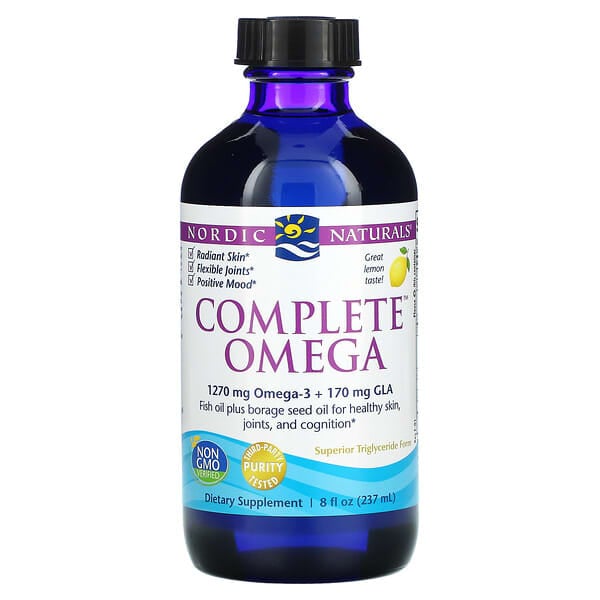 NORDIC NATURALS®
Radiant Skin*
Flexible Joints*
Positive Mood*
Great
lemon
taste!
COMPLETE™
OMEGA
1270 mg Omega-3 + 170 mg GLA
Fish oil plus borage seed oil for healthy skin,
joints, and cognition*
Superior Triglyceride Form
NON
GMO
VERIFIED
THIRD-PARTY
PURITY
TESTED
Dietary Supplement | 8 fl oz (237 mL)